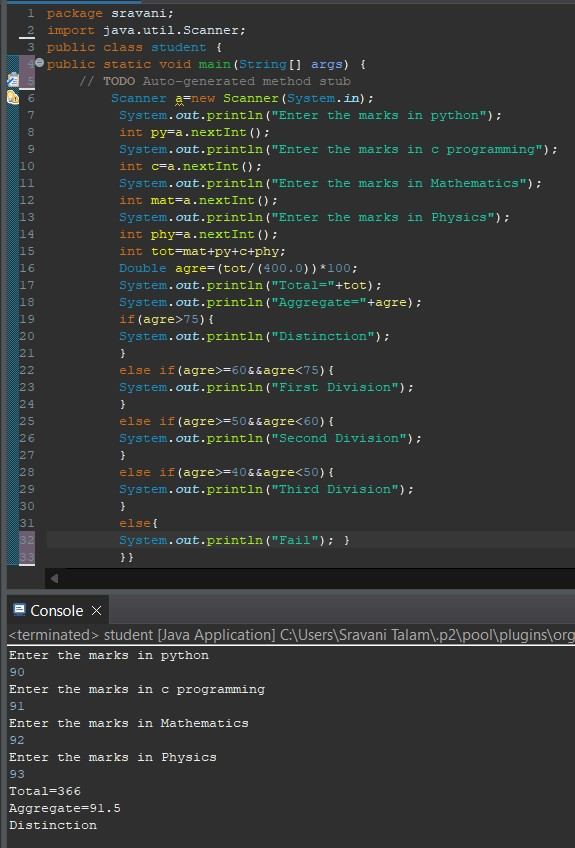 1 package sravani;
2 import java.util.Scanner;
3 public class student {
4 public static void main(String[] args) {
5 // TODO Auto-generated method stub
6 Scanner a=new Scanner(System.in);
7 System.out.println("Enter the marks in python");
8 int py=a.nextInt();
9 System.out.println("Enter the marks in c programming");
10 int c=a.nextInt();
11 System.out.println("Enter the marks in Mathematics");
12 int mat=a.nextInt();
13 System.out.println("Enter the marks in Physics");
14 int phy=a.nextInt();
15 int tot=mat+py+c+phy;
16 Double agre=(tot/(400.0))*100;
17 System.out.println("Total="+tot);
18 System.out.println("Aggregate="+agre);
19 if(agre>75){
20 System.out.println("Distinction");
21 }
22 else if(agre>=60&&agre<75){
23 System.out.println("First Division");
24 }
25 else if(agre>=50&&agre<60){
26 System.out.println("Second Division");
27 }
28 else if(agre>=40&&agre<50){
29 System.out.println("Third Division");
30 }
31 else{
32 System.out.println("Fail"); }
33 }}
Console
<terminated> student [Java Application] C:\Users\Sravani Talam\.p2\pool\plugins\org
Enter the marks in python
90
Enter the marks in c programming
91
Enter the marks in Mathematics
92
Enter the marks in Physics
93
Total=366
Aggregate=91.5
Distinction